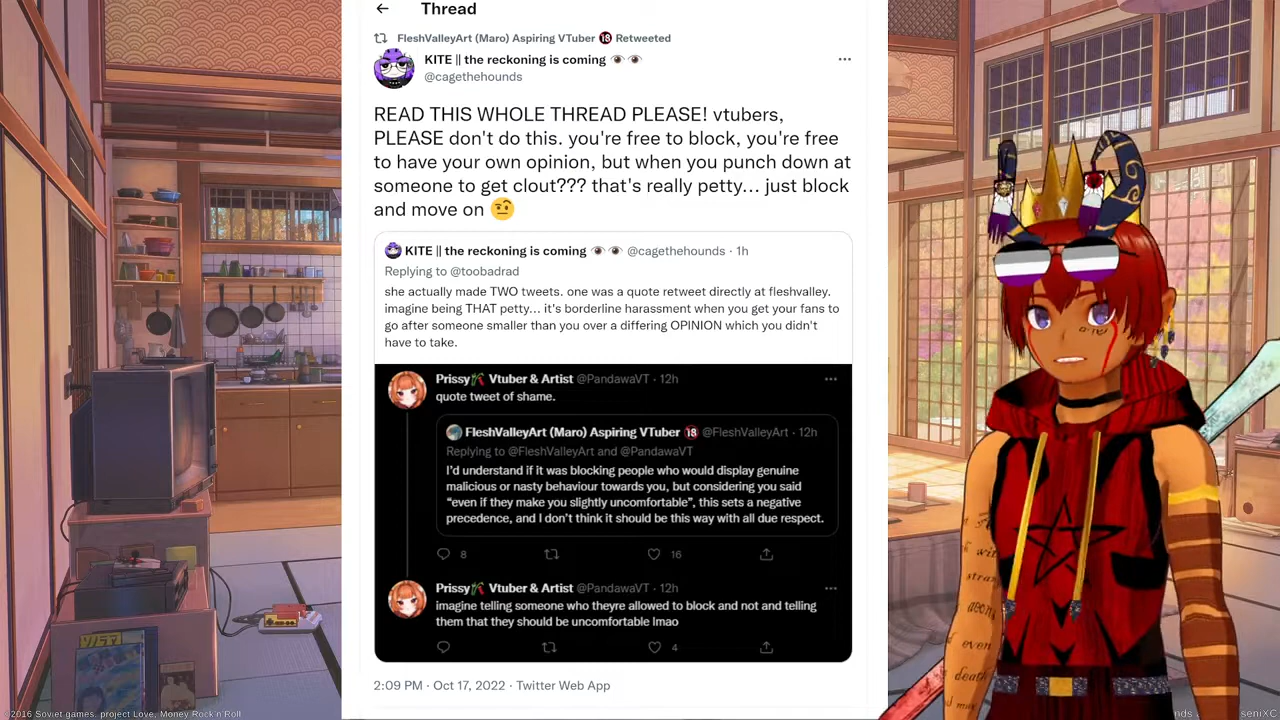 Thread
FleshValleyArt (Maro) Aspiring VTuber 🔞 Retweeted
KITE || the reckoning is coming 👁️ 👁️
@cagethehounds
READ THIS WHOLE THREAD PLEASE! vtubers,
PLEASE don't do this. you're free to block, you're free
to have your own opinion, but when you punch down at
someone to get clout??? that's really petty... just block
and move on 🤨
KITE || the reckoning is coming 👁️ 👁️ @cagethehounds · 1h
Replying to @toobadrad
she actually made TWO tweets. one was a quote retweet directly at fleshvalley.
imagine being THAT petty... it's borderline harassment when you get your fans to
go after someone smaller than you over a differing OPINION which you didn't
have to take.
Prissy🎋 Vtuber & Artist @PandawaVT · 12h
quote tweet of shame.
FleshValleyArt (Maro) Aspiring VTuber 🔞 @FleshValleyArt · 12h
Replying to @FleshValleyArt and @PandawaVT
I'd understand if it was blocking people who would display genuine
malicious or nasty behaviour towards you, but considering you said
"even if they make you slightly uncomfortable", this sets a negative
precedence, and I don't think it should be this way with all due respect.
8 16
Prissy🎋 Vtuber & Artist @PandawaVT · 12h
imagine telling someone who theyre allowed to block and not and telling
them that they should be uncomfortable lmao
4
2:09 PM · Oct 17, 2022 · Twitter Web App
even
death
©2016 Soviet games. project Love, Money Rock'n'Roll
nds
seniXC